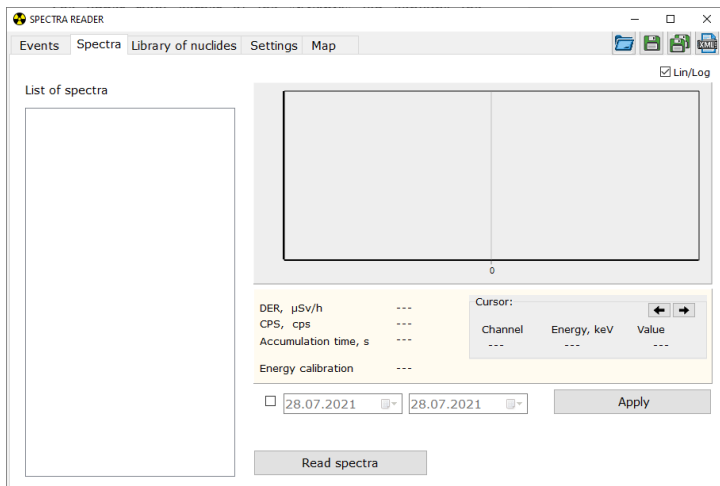 SPECTRA READER
Events Spectra Library of nuclides Settings Map
XML
Lin/Log
List of spectra
0
DER, µSv/h ---
CPS, cps ---
Accumulation time, s ---
Energy calibration ---
Cursor:
Channel Energy, keV Value
--- --- ---
28.07.2021 28.07.2021 Apply
Read spectra